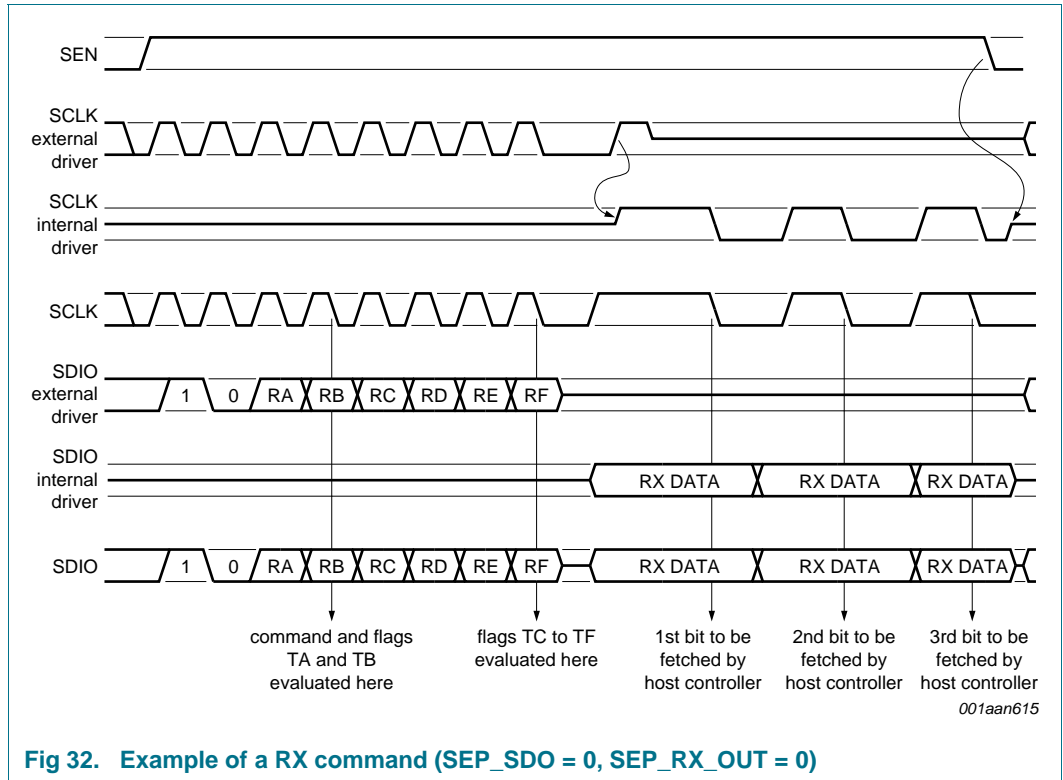 SEN
SCLK
external
driver
SCLK
internal
driver
SCLK
SDIO
external
driver
1 0 RA RB RC RD RE RF
SDIO
internal
driver
RX DATA RX DATA RX DATA
SDIO
1 0 RA RB RC RD RE RF RX DATA RX DATA RX DATA
command and flags
TA and TB
evaluated here
flags TC to TF
evaluated here
1st bit to be
fetched by
host controller
2nd bit to be
fetched by
host controller
3rd bit to be
fetched by
host controller
001aan615
Fig 32. Example of a RX command (SEP_SDO = 0, SEP_RX_OUT = 0)